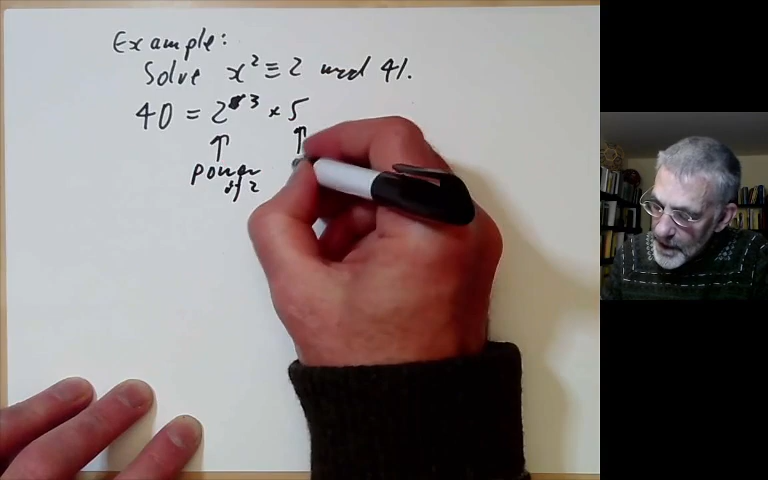 Example:
Solve x² ≡ 2 mod 41.
40 = 2³ × 5
↑ ↑
power
of 2